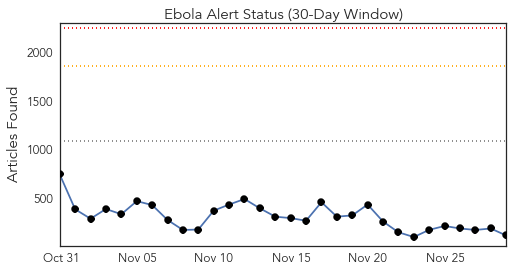 Ebola Alert Status (30-Day Window)
Articles Found
2000
1500
1000
500
Oct 31
Nov 05
Nov 10
Nov 15
Nov 20
Nov 25